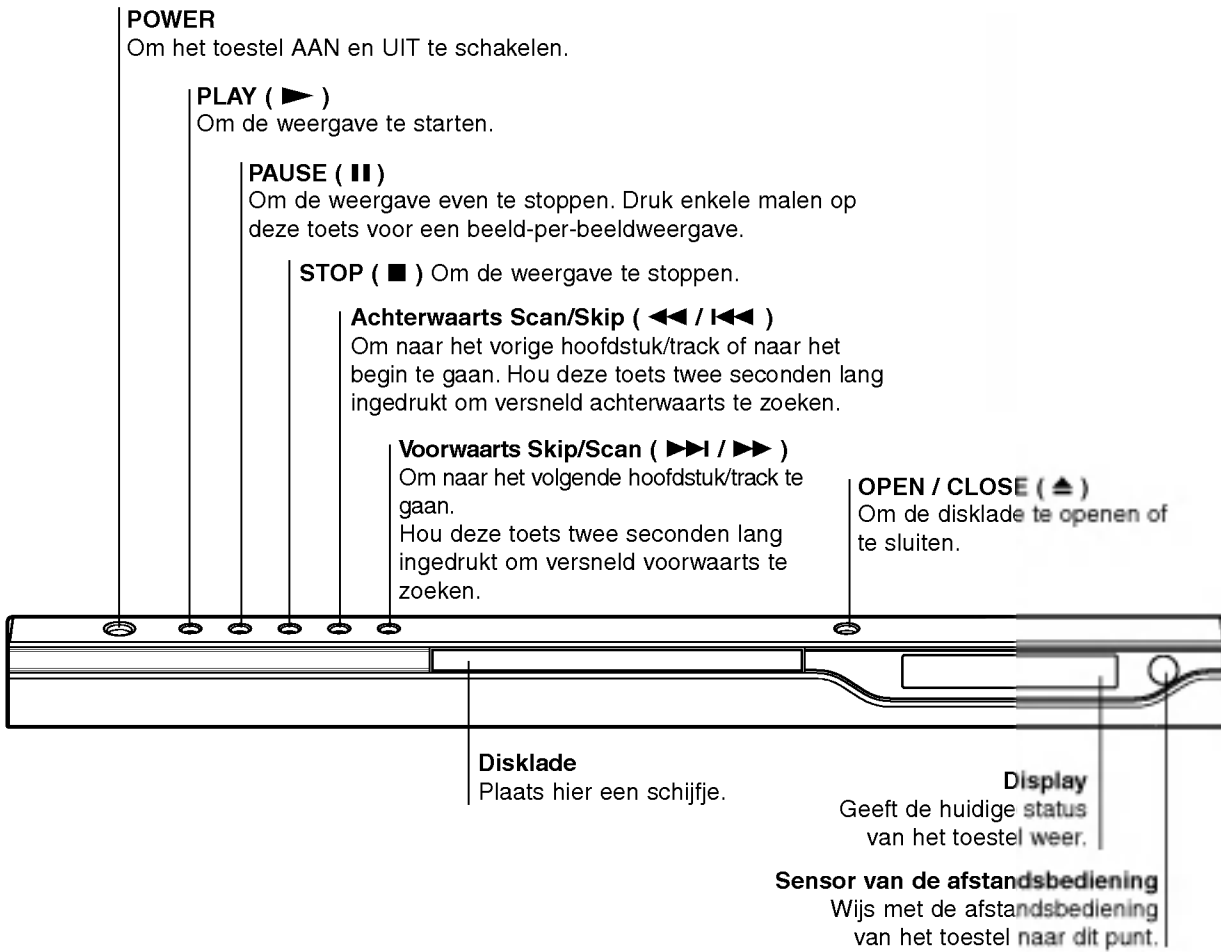 POWER
Om het toestel AAN en UIT te schakelen.
PLAY ( ► )
Om de weergave te starten.
PAUSE ( ❚❚ )
Om de weergave even te stoppen. Druk enkele malen op
deze toets voor een beeld-per-beeldweergave.
STOP ( ■ ) Om de weergave te stoppen.
Achterwaarts Scan/Skip ( ◄◄ / I◄◄ )
Om naar het vorige hoofdstuk/track of naar het
begin te gaan. Hou deze toets twee seconden lang
ingedrukt om versneld achterwaarts te zoeken.
Voorwaarts Skip/Scan ( ►►I / ►► )
Om naar het volgende hoofdstuk/track te
gaan.
Hou deze toets twee seconden lang
ingedrukt om versneld voorwaarts te
zoeken.
OPEN / CLOSE ( ⏏ )
Om de disklade te openen of
te sluiten.
Disklade
Plaats hier een schijfje.
Display
Geeft de huidige status
van het toestel weer.
Sensor van de afstandsbediening
Wijs met de afstandsbediening
van het toestel naar dit punt.